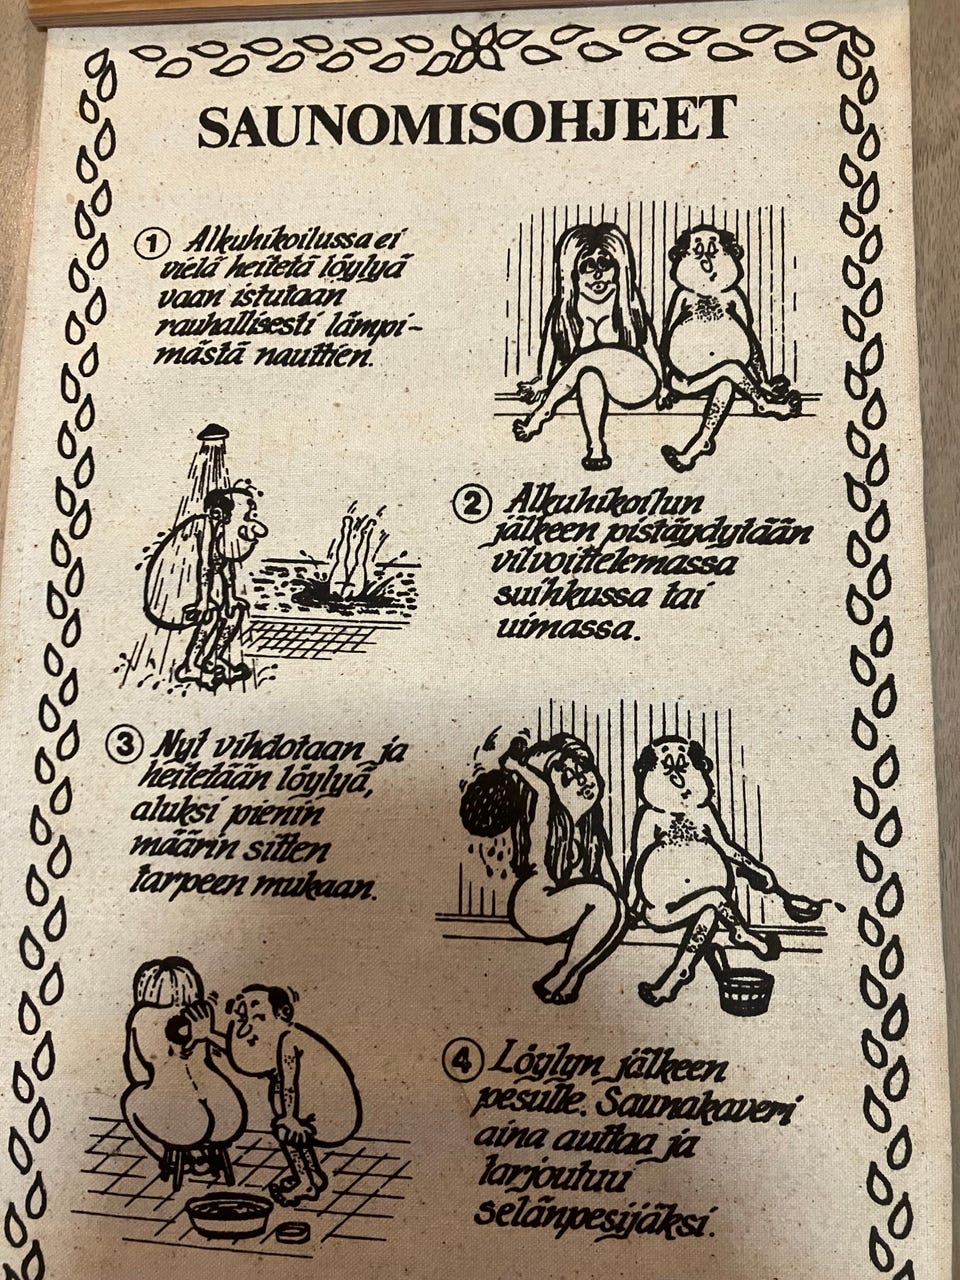 SAUNOMISOHJEET
1 Alkuhikoilussa ei
vielä heitetä löylyä
vaan istutaan
rauhallisesti lämpi-
mästä nauttien.
2 Alkuhikoilun
jälkeen pistäydytään
vilvoittelemassa
suihkussa tai
uimassa.
3 Nyt vihdotaan ja
heitetään löylyä,
aluksi pienin
määrin sitten
tarpeen mukaan.
4 Löylyn jälkeen
pesulle. Saunakaveri
aina auttaa ja
tarjoutuu
selänpesijäksi.